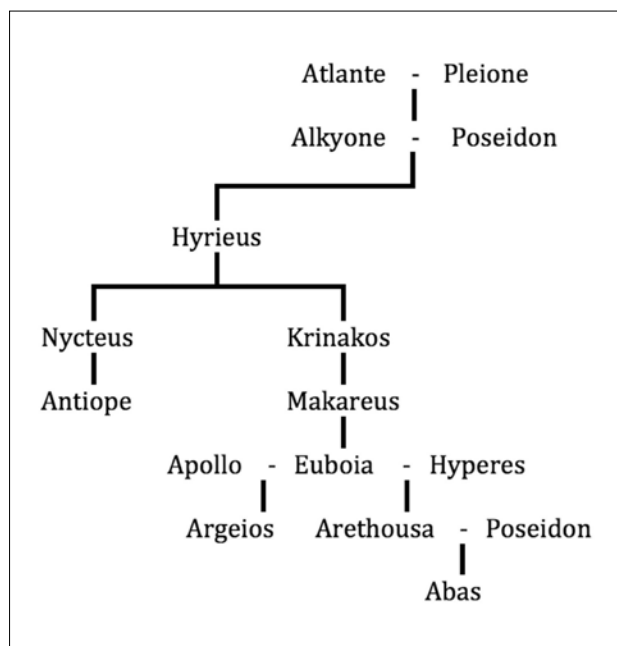 Atlante - Pleione
Alkyone - Poseidon
Hyrieus
Nycteus Krinakos
Antiope Makareus
Apollo - Euboia - Hyperes
Argeios Arethousa - Poseidon
Abas